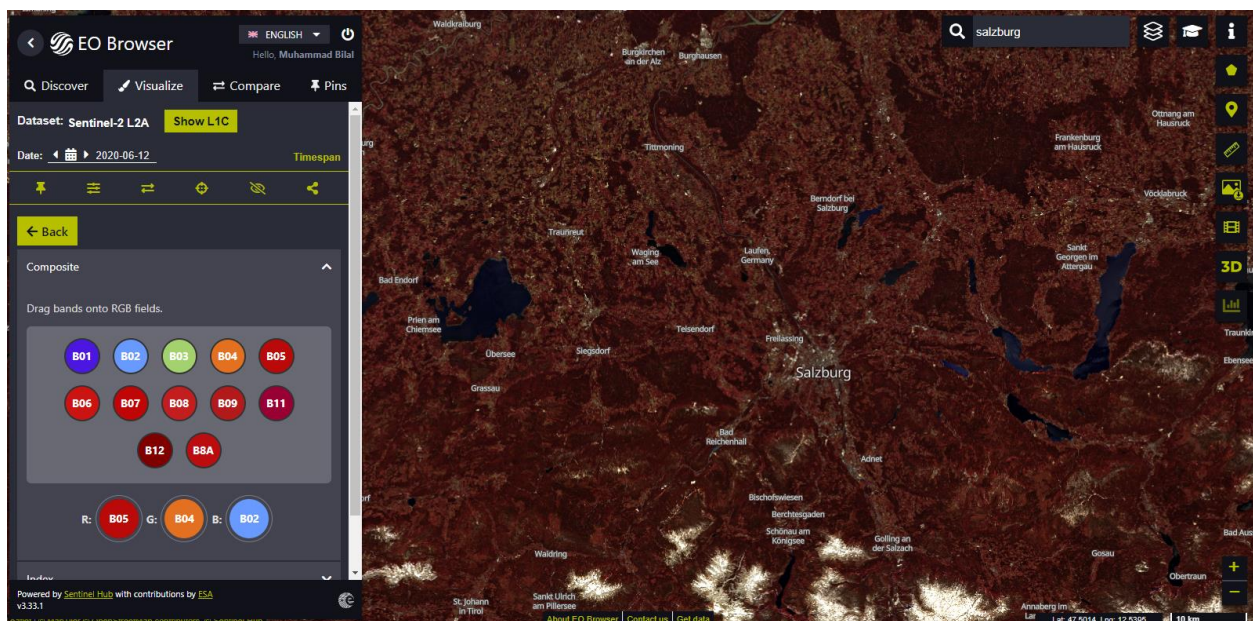 EO Browser
ENGLISH
Hello, Muhammad Bilal
Discover
Visualize
Compare
Pins
Dataset: Sentinel-2 L2A
Show L1C
Date: 2020-06-12
Timespan
Back
Composite
Drag bands onto RGB fields.
B01 B02 B03 B04 B05
B06 B07 B08 B09 B11
B12 B8A
R: B05 G: B04 B: B02
Index
Powered by Sentinel Hub with contributions by ESA
v3.33.1
salzburg
3D
Waldkraiburg
Burgkirchen
an der Alz
Burghausen
Ottnang am
Hausruck
Frankenburg
am Hausruck
Tittmoning
Vöcklabruck
Berndorf bei
Salzburg
Traunreut
Waging
am See
Laufen,
Germany
Sankt
Georgen im
Attergau
Bad Endorf
Prien am
Chiemsee
Teisendorf
Freilassing
Übersee
Siegsdorf
Ebensee
Salzburg
Grassau
Bad
Reichenhall
Adnet
Bischofswiesen
Berchtesgaden
Schönau am
Königsee
Golling an
der Salzach
Waldring
Gosau
Obertraun
St. Johann
in Tirol
Sankt Ulrich
am Pillersee
Annaberg im
About EO Browser
Contact us
Get data
Lat: 47.5014, Lng: 12.5395
10 km